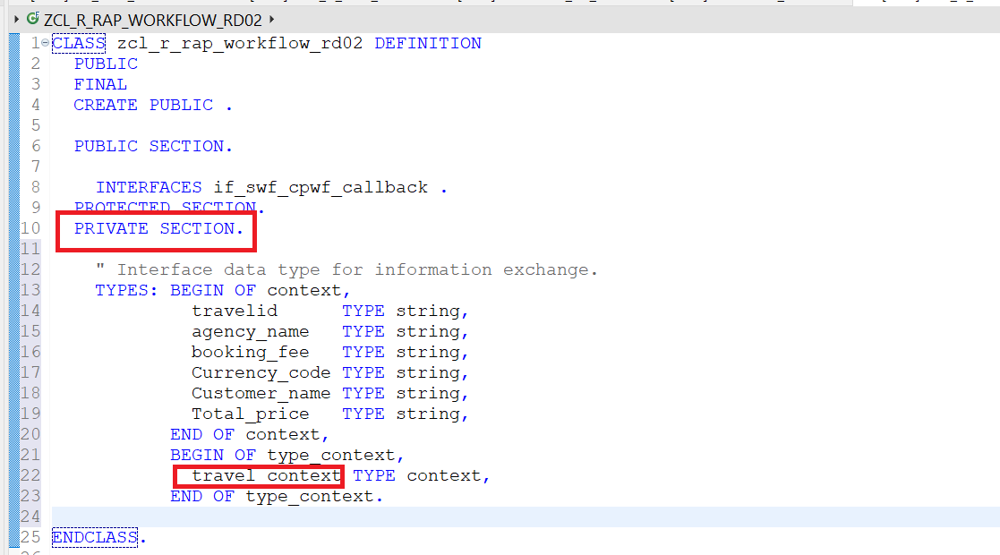 ZCL_R_RAP_WORKFLOW_RD02
1 CLASS zcl_r_rap_workflow_rd02 DEFINITION
2 PUBLIC
3 FINAL
4 CREATE PUBLIC .
5
6 PUBLIC SECTION.
7
8 INTERFACES if_swf_cpwf_callback .
9 PROTECTED SECTION.
10 PRIVATE SECTION.
11
12 " Interface data type for information exchange.
13 TYPES: BEGIN OF context,
14 travelid TYPE string,
15 agency_name TYPE string,
16 booking_fee TYPE string,
17 Currency_code TYPE string,
18 Customer_name TYPE string,
19 Total_price TYPE string,
20 END OF context,
21 BEGIN OF type_context,
22 travel_context TYPE context,
23 END OF type_context.
24
25 ENDCLASS.